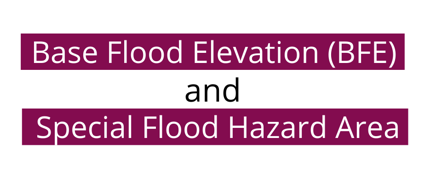 Base Flood Elevation (BFE)
and
Special Flood Hazard Area